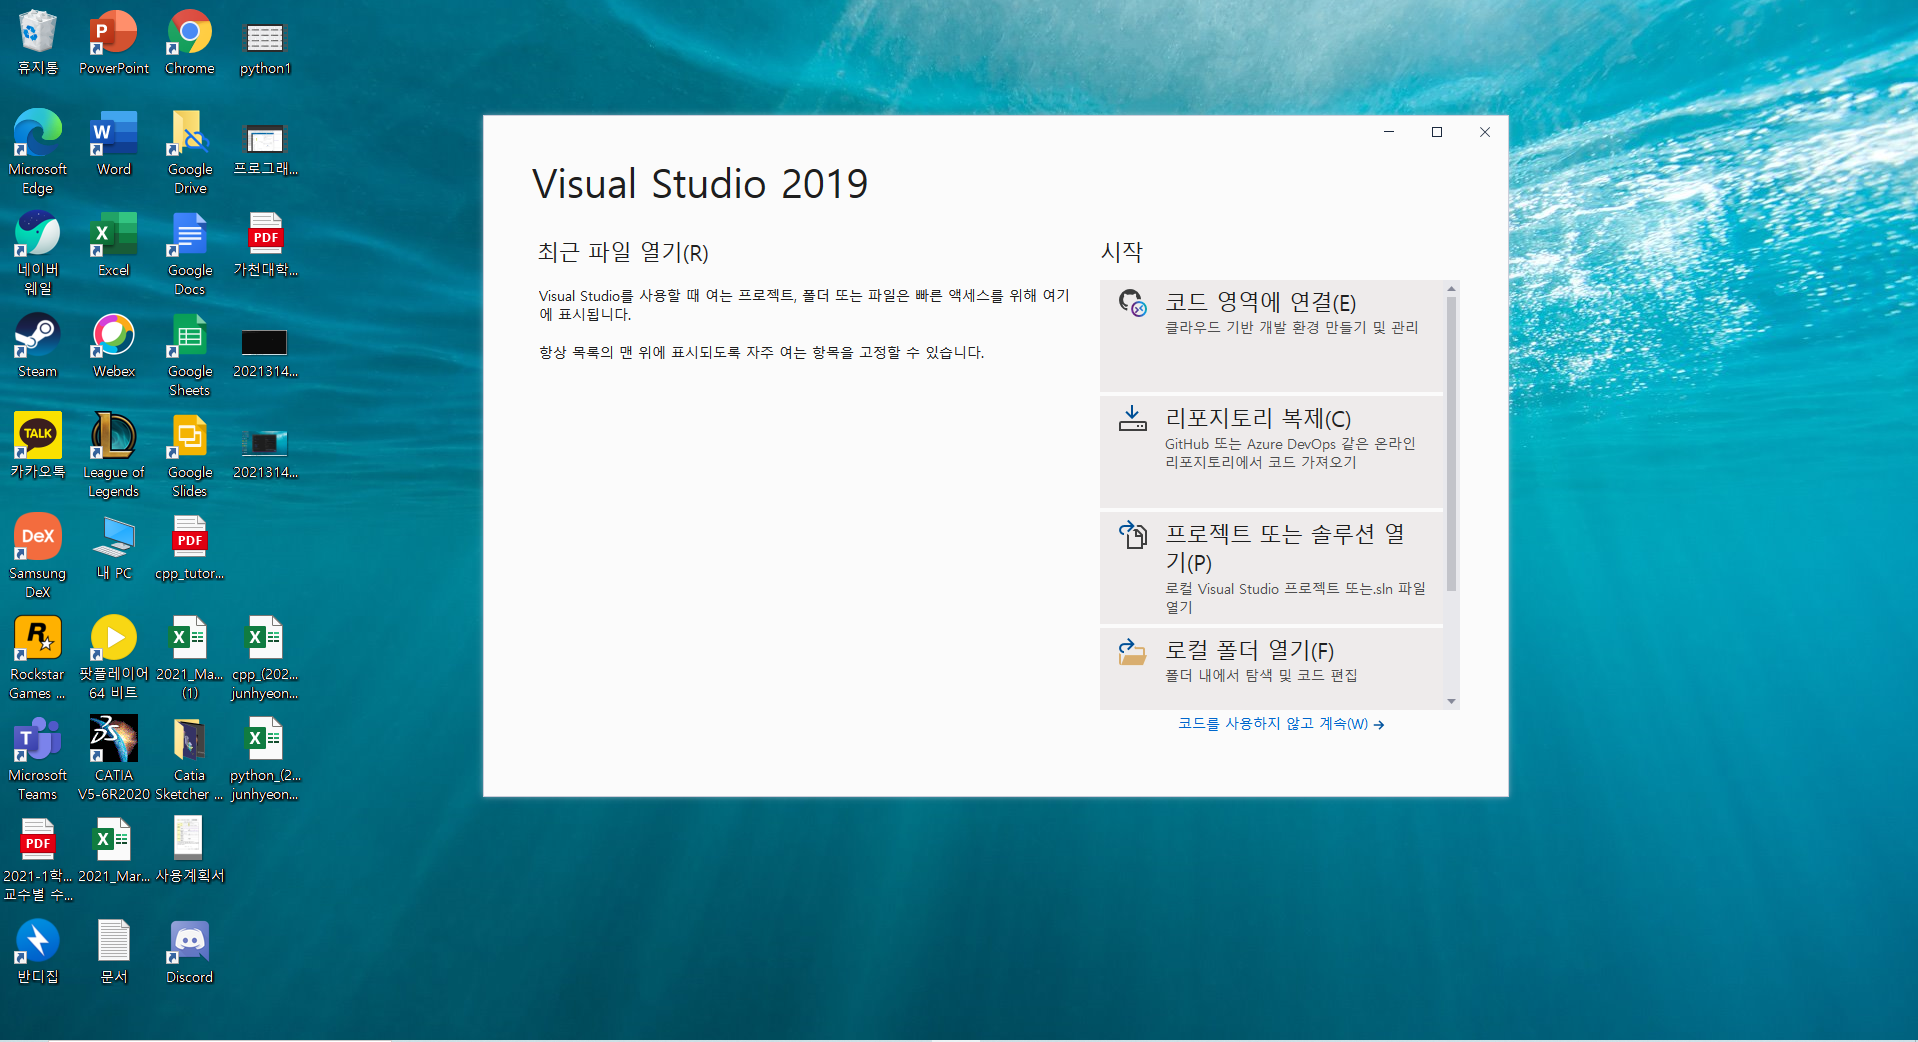 휴지통
PowerPoint
Chrome
python1
Microsoft
Edge
Word
Google
Drive
프로그래...
네이버
웨일
Excel
Google
Docs
PDF
가천대학...
Steam
Webex
Google
Sheets
2021314...
TALK
카카오톡
League of
Legends
Google
Slides
2021314...
DeX
Samsung
DeX
내 PC
PDF
cpp_tutor...
Rockstar
Games ...
팟플레이어
64 비트
2021_Ma...
(1)
cpp_(202...
junhyeon...
Microsoft
Teams
CATIA
V5-6R2020
Catia
Sketcher ...
python_(2...
junhyeon...
PDF
2021-1학...
교수별 수...
2021_Mar...
사용계획서
반디집
문서
Discord
Visual Studio 2019
최근 파일 열기(R)
Visual Studio를 사용할 때 여는 프로젝트, 폴더 또는 파일은 빠른 액세스를 위해 여기
에 표시됩니다.
항상 목록의 맨 위에 표시되도록 자주 여는 항목을 고정할 수 있습니다.
시작
코드 영역에 연결(E)
클라우드 기반 개발 환경 만들기 및 관리
리포지토리 복제(C)
GitHub 또는 Azure DevOps 같은 온라인
리포지토리에서 코드 가져오기
프로젝트 또는 솔루션 열
기(P)
로컬 Visual Studio 프로젝트 또는.sln 파일
열기
로컬 폴더 열기(F)
폴더 내에서 탐색 및 코드 편집
코드를 사용하지 않고 계속(W) →